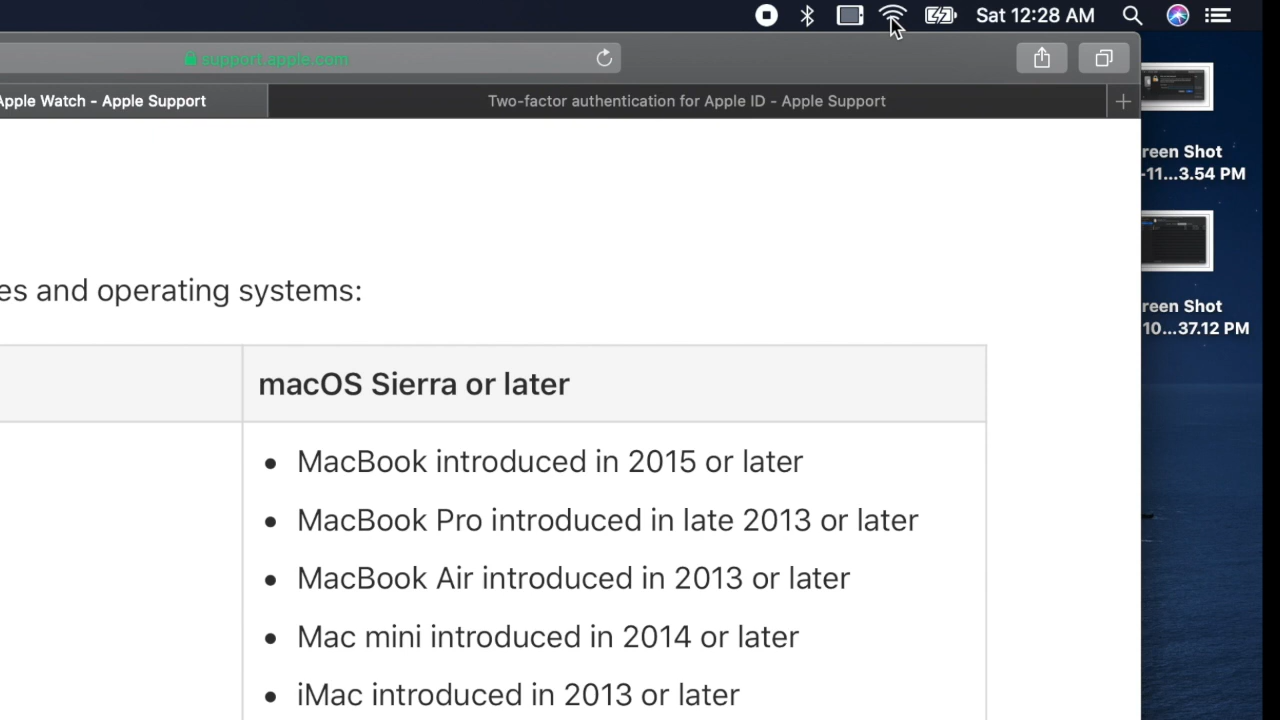 Sat 12:28 AM
support.apple.com
Apple Watch - Apple Support
Two-factor authentication for Apple ID - Apple Support
reen Shot
-11...3.54 PM
reen Shot
10...37.12 PM
es and operating systems:
macOS Sierra or later
• MacBook introduced in 2015 or later
• MacBook Pro introduced in late 2013 or later
• MacBook Air introduced in 2013 or later
• Mac mini introduced in 2014 or later
• iMac introduced in 2013 or later